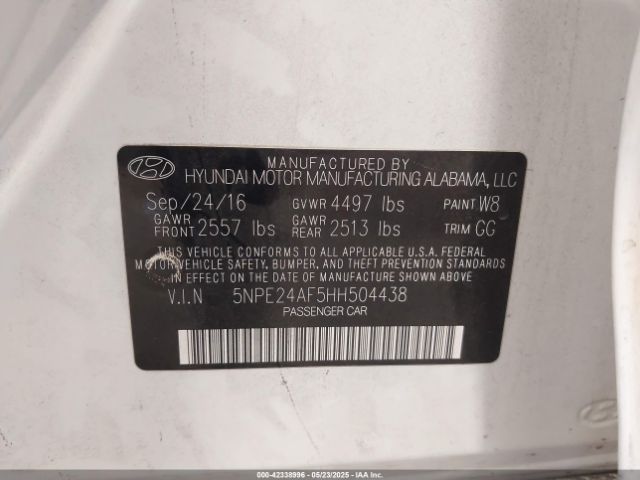 MANUFACTURED BY
HYUNDAI MOTOR MANUFACTURING ALABAMA, LLC
Sep/24/16 GVWR 4497 lbs PAINT W8
GAWR FRONT 2557 lbs GAWR REAR 2513 lbs TRIM GG
THIS VEHICLE CONFORMS TO ALL APPLICABLE U.S.A. FEDERAL
MOTOR VEHICLE SAFETY, BUMPER, AND THEFT PREVENTION STANDARDS
IN EFFECT ON THE DATE OF MANUFACTURE SHOWN ABOVE.
V.I.N 5NPE24AF5HH504438
PASSENGER CAR
000-42338996 - 05/23/2025 - IAAI.COM